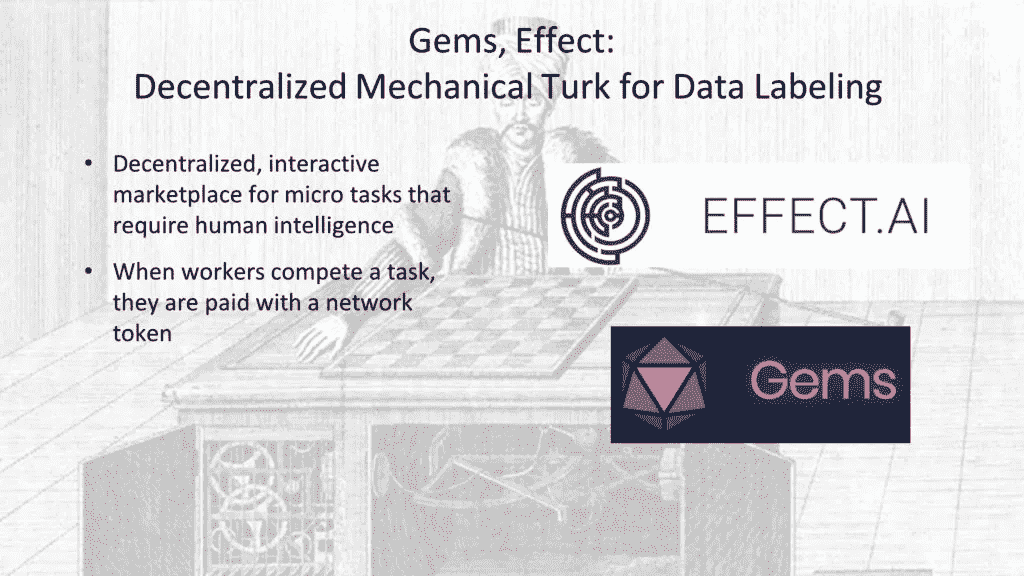 Gems, Effect:
Decentralized Mechanical Turk for Data Labeling
• Decentralized, interactive
marketplace for micro tasks that
require human intelligence
• When workers compete a task,
they are paid with a network
token
EFFECT.AI
Gems